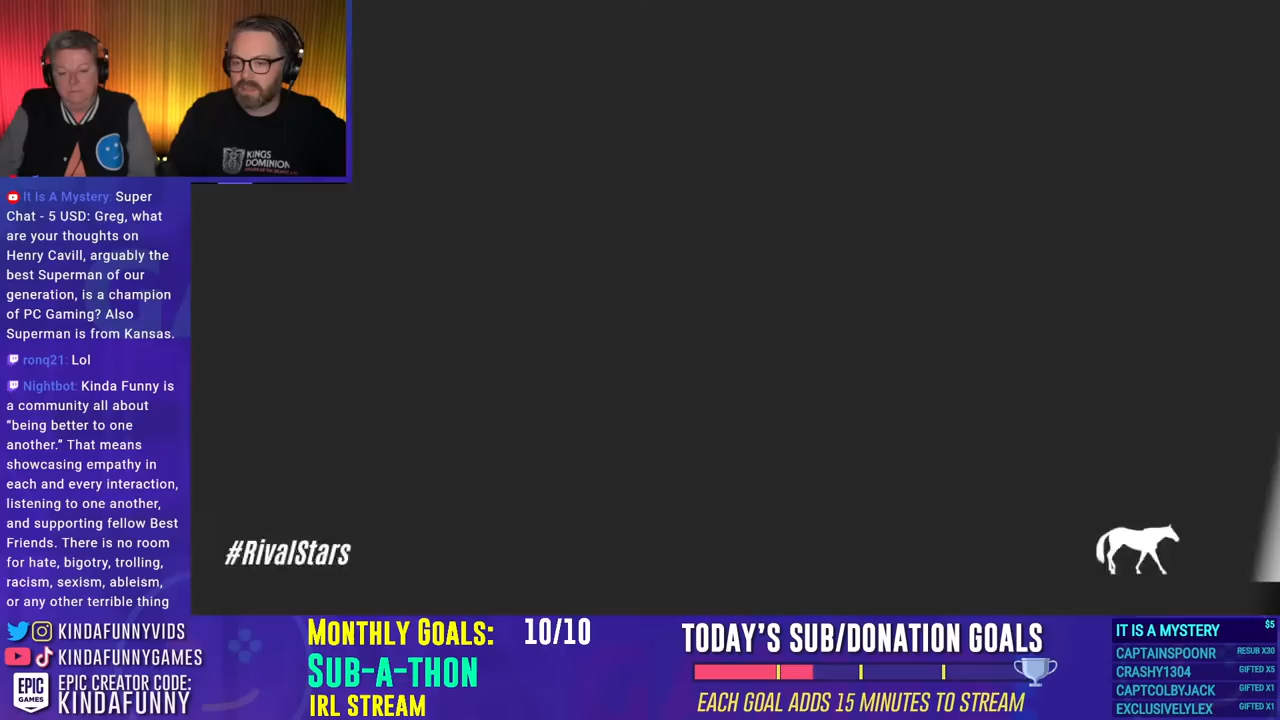 KINGS
DOMINION
It Is A Mystery: Super
Chat - 5 USD: Greg, what
are your thoughts on
Henry Cavill, arguably the
best Superman of our
generation, is a champion
of PC Gaming? Also
Superman is from Kansas.
ronq21: Lol
Nightbot: Kinda Funny is
a community all about
“being better to one
another.” That means
showcasing empathy in
each and every interaction,
listening to one another,
and supporting fellow Best
Friends. There is no room
for hate, bigotry, trolling,
racism, sexism, ableism,
or any other terrible thing
#RivalStars
KINDAFUNNYVIDS
KINDAFUNNYGAMES
EPIC GAMES
EPIC CREATOR CODE:
KINDAFUNNY
MONTHLY GOALS: 10/10
SUB-A-THON
IRL STREAM
TODAY'S SUB/DONATION GOALS
EACH GOAL ADDS 15 MINUTES TO STREAM
IT IS A MYSTERY $5
CAPTAINSPOONR RESUB X30
CRASHY1304 GIFTED X5
CAPTCOLBYJACK GIFTED X1
EXCLUSIVELYLEX GIFTED X1